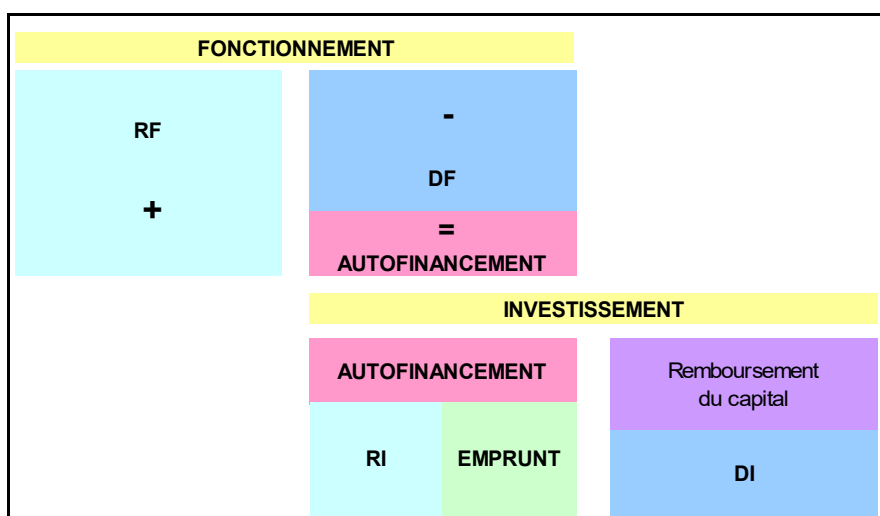 FONCTIONNEMENT
RF
+
-
DF
=
AUTOFINANCEMENT
INVESTISSEMENT
AUTOFINANCEMENT
RI
EMPRUNT
Remboursement
du capital
DI